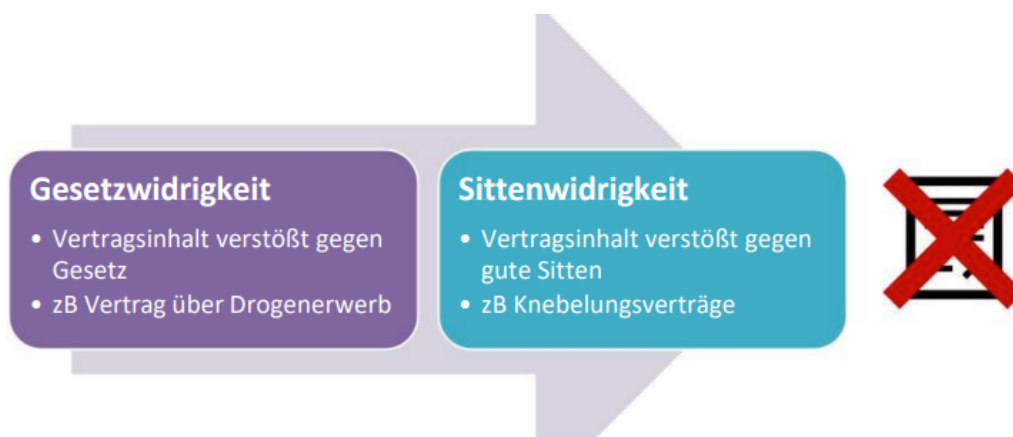 Gesetzwidrigkeit
• Vertragsinhalt verstößt gegen
Gesetz
• zB Vertrag über Drogenerwerb
Sittenwidrigkeit
• Vertragsinhalt verstößt gegen
gute Sitten
• zB Knebelungsverträge